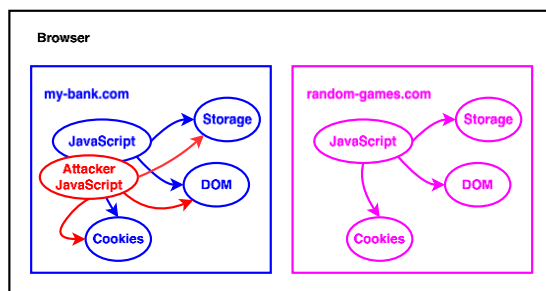 Browser
my-bank.com
JavaScript
Storage
Attacker
JavaScript
DOM
Cookies
random-games.com
JavaScript
Storage
DOM
Cookies